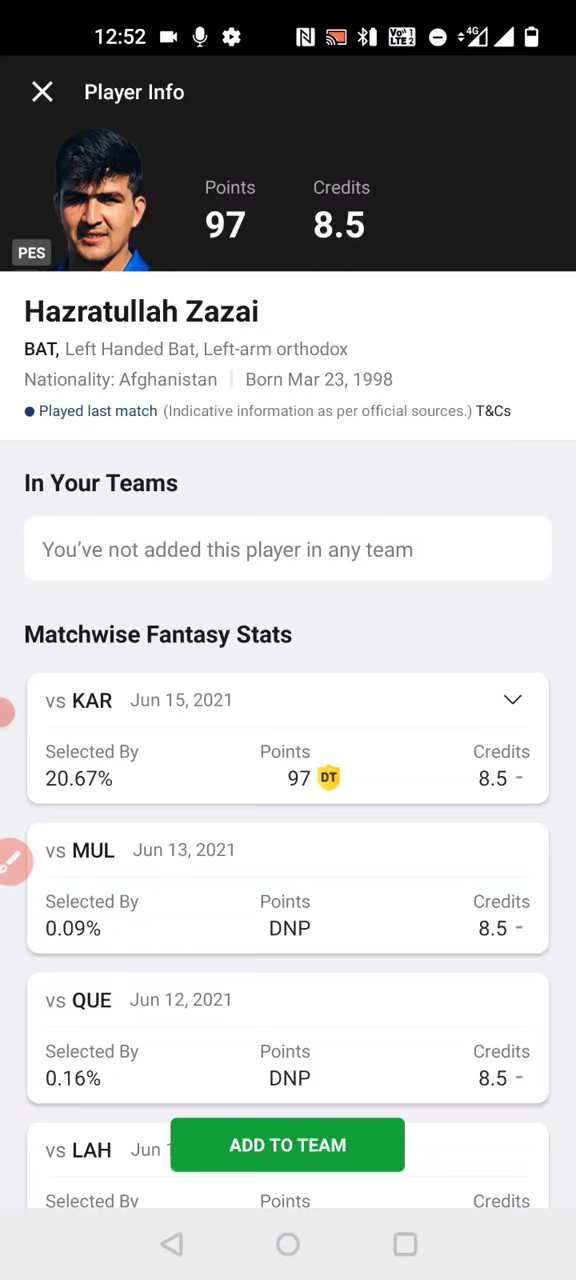 12:52
Vo 1
LTE 2
4G
Player Info
Points
Credits
97
8.5
PES
Hazratullah Zazai
BAT, Left Handed Bat, Left-arm orthodox
Nationality: Afghanistan | Born Mar 23, 1998
Played last match (Indicative information as per official sources.) T&Cs
In Your Teams
You’ve not added this player in any team
Matchwise Fantasy Stats
vs KAR Jun 15, 2021
Selected By Points Credits
20.67% 97 DT 8.5 -
vs MUL Jun 13, 2021
Selected By Points Credits
0.09% DNP 8.5 -
vs QUE Jun 12, 2021
Selected By Points Credits
0.16% DNP 8.5 -
vs LAH Jun
ADD TO TEAM
Selected By Points Credits